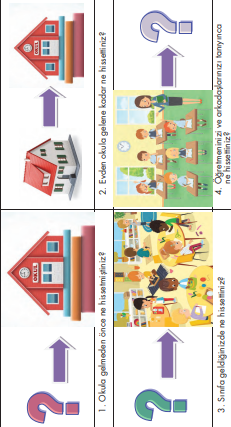 OKUL
OKUL
1. Okula gelmeden önce ne hissetmiştiniz?
2. Evden okula gelene kadar ne hissettiniz?
3. Sınıfa geldiğinizde ne hissettiniz?
4. Öğretmeninizi ve arkadaşlarınızı tanıyınca
ne hissettiniz?